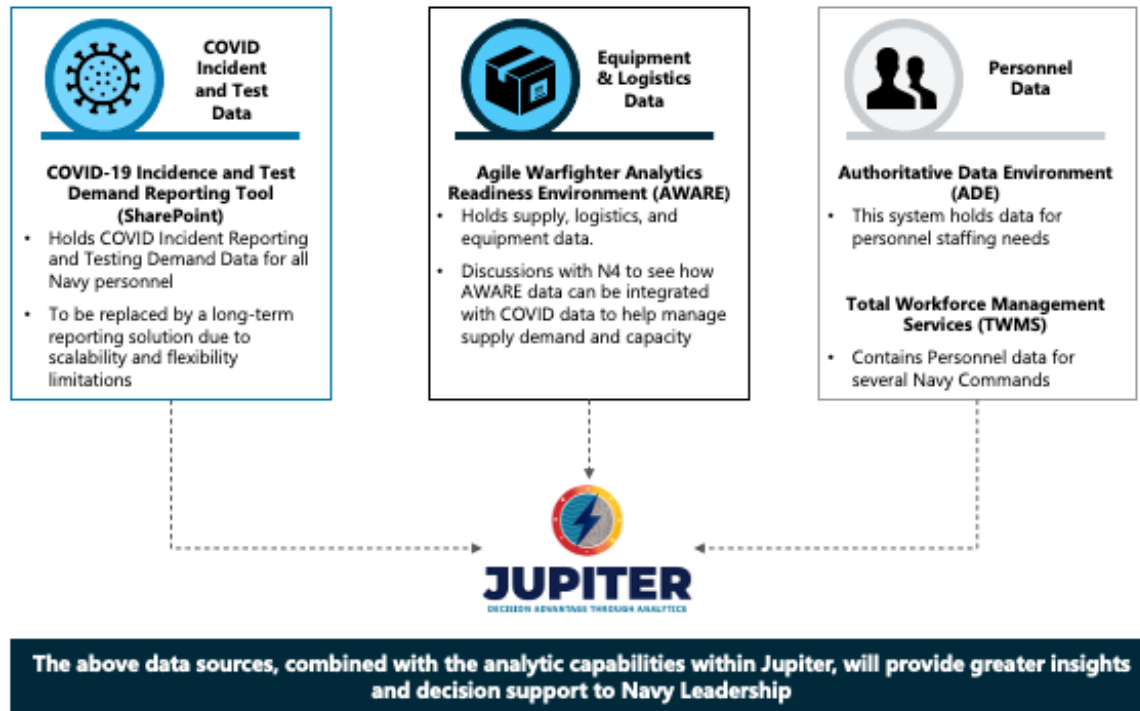 COVID
Incident
and Test
Data
COVID-19 Incidence and Test
Demand Reporting Tool
(SharePoint)
• Holds COVID Incident Reporting
and Testing Demand Data for all
Navy personnel
• To be replaced by a long-term
reporting solution due to
scalability and flexibility
limitations
Equipment
& Logistics
Data
Agile Warfighter Analytics
Readiness Environment (AWARE)
• Holds supply, logistics, and
equipment data.
• Discussions with N4 to see how
AWARE data can be integrated
with COVID data to help manage
supply demand and capacity
Personnel
Data
Authoritative Data Environment
(ADE)
• This system holds data for
personnel staffing needs
Total Workforce Management
Services (TWMS)
• Contains Personnel data for
several Navy Commands
JUPITER
DECISION ADVANTAGE THROUGH ANALYTICS
The above data sources, combined with the analytic capabilities within Jupiter, will provide greater insights
and decision support to Navy Leadership